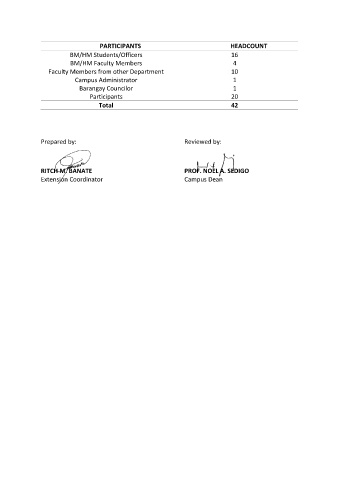 PARTICIPANTS HEADCOUNT
BM/HM Students/Officers 16
BM/HM Faculty Members 4
Faculty Members from other Department 10
Campus Administrator 1
Barangay Councilor 1
Participants 20
Total 42
Prepared by: Reviewed by:
RITCH M. BANATE PROF. NOEL A. SEDIGO
Extension Coordinator Campus Dean